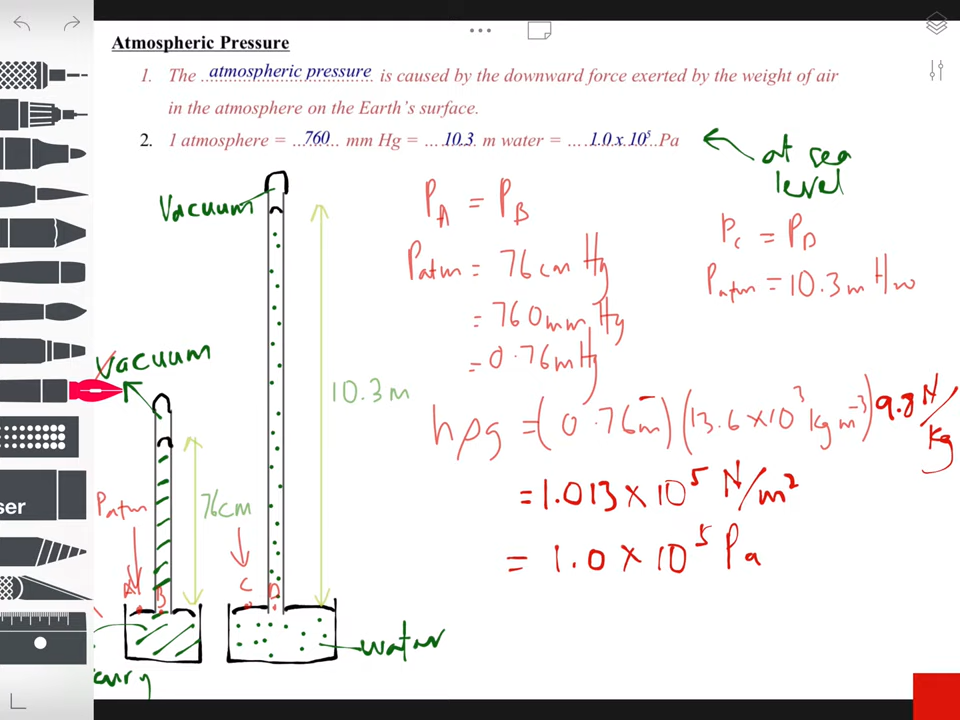 Atmospheric Pressure
1. The ...atmospheric pressure... is caused by the downward force exerted by the weight of air
in the atmosphere on the Earth's surface.
2. 1 atmosphere = ...760... mm Hg = ...10.3 m water = ...1.0 x 10⁵...Pa
at sea
level
Vacuum
P_A = P_B
P_C = P_D
Patm = 76 cm Hg
Patm = 10.3 m H₂O
= 760 mm Hg
= 0.76 m Hg
Vacuum
10.3 m
hρg = (0.76 m) (13.6 × 10³ kg m⁻³) 9.8 N/kg
= 1.013 × 10⁵ N/m²
= 1.0 × 10⁵ Pa
Patm
76 cm
A B
C D
water
ser